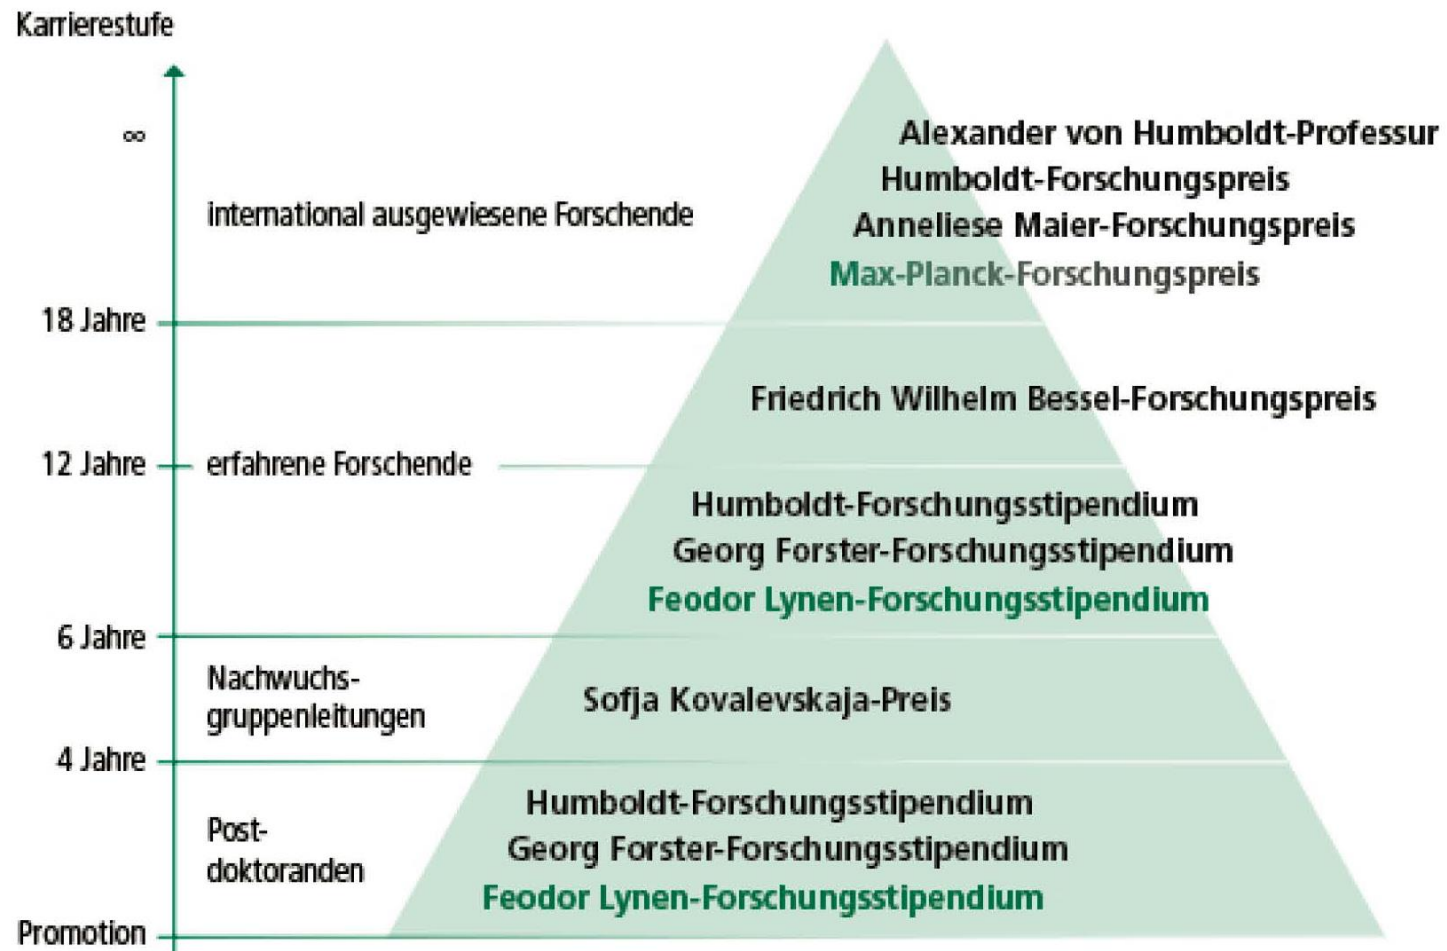 Karrierestufe
∞
Alexander von Humboldt-Professur
Humboldt-Forschungspreis
international ausgewiesene Forschende
Anneliese Maier-Forschungspreis
Max-Planck-Forschungspreis
18 Jahre
Friedrich Wilhelm Bessel-Forschungspreis
12 Jahre
erfahrene Forschende
Humboldt-Forschungsstipendium
Georg Forster-Forschungsstipendium
Feodor Lynen-Forschungsstipendium
6 Jahre
Nachwuchs-
gruppenleitungen
Sofja Kovalevskaja-Preis
4 Jahre
Humboldt-Forschungsstipendium
Post-
doktoranden
Georg Forster-Forschungsstipendium
Feodor Lynen-Forschungsstipendium
Promotion